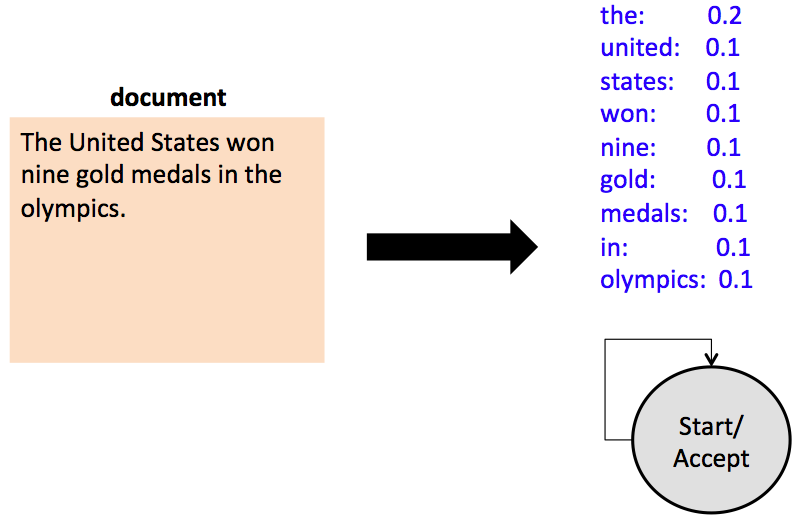 document
The United States won
nine gold medals in the
olympics.
the: 0.2
united: 0.1
states: 0.1
won: 0.1
nine: 0.1
gold: 0.1
medals: 0.1
in: 0.1
olympics: 0.1
Start/
Accept